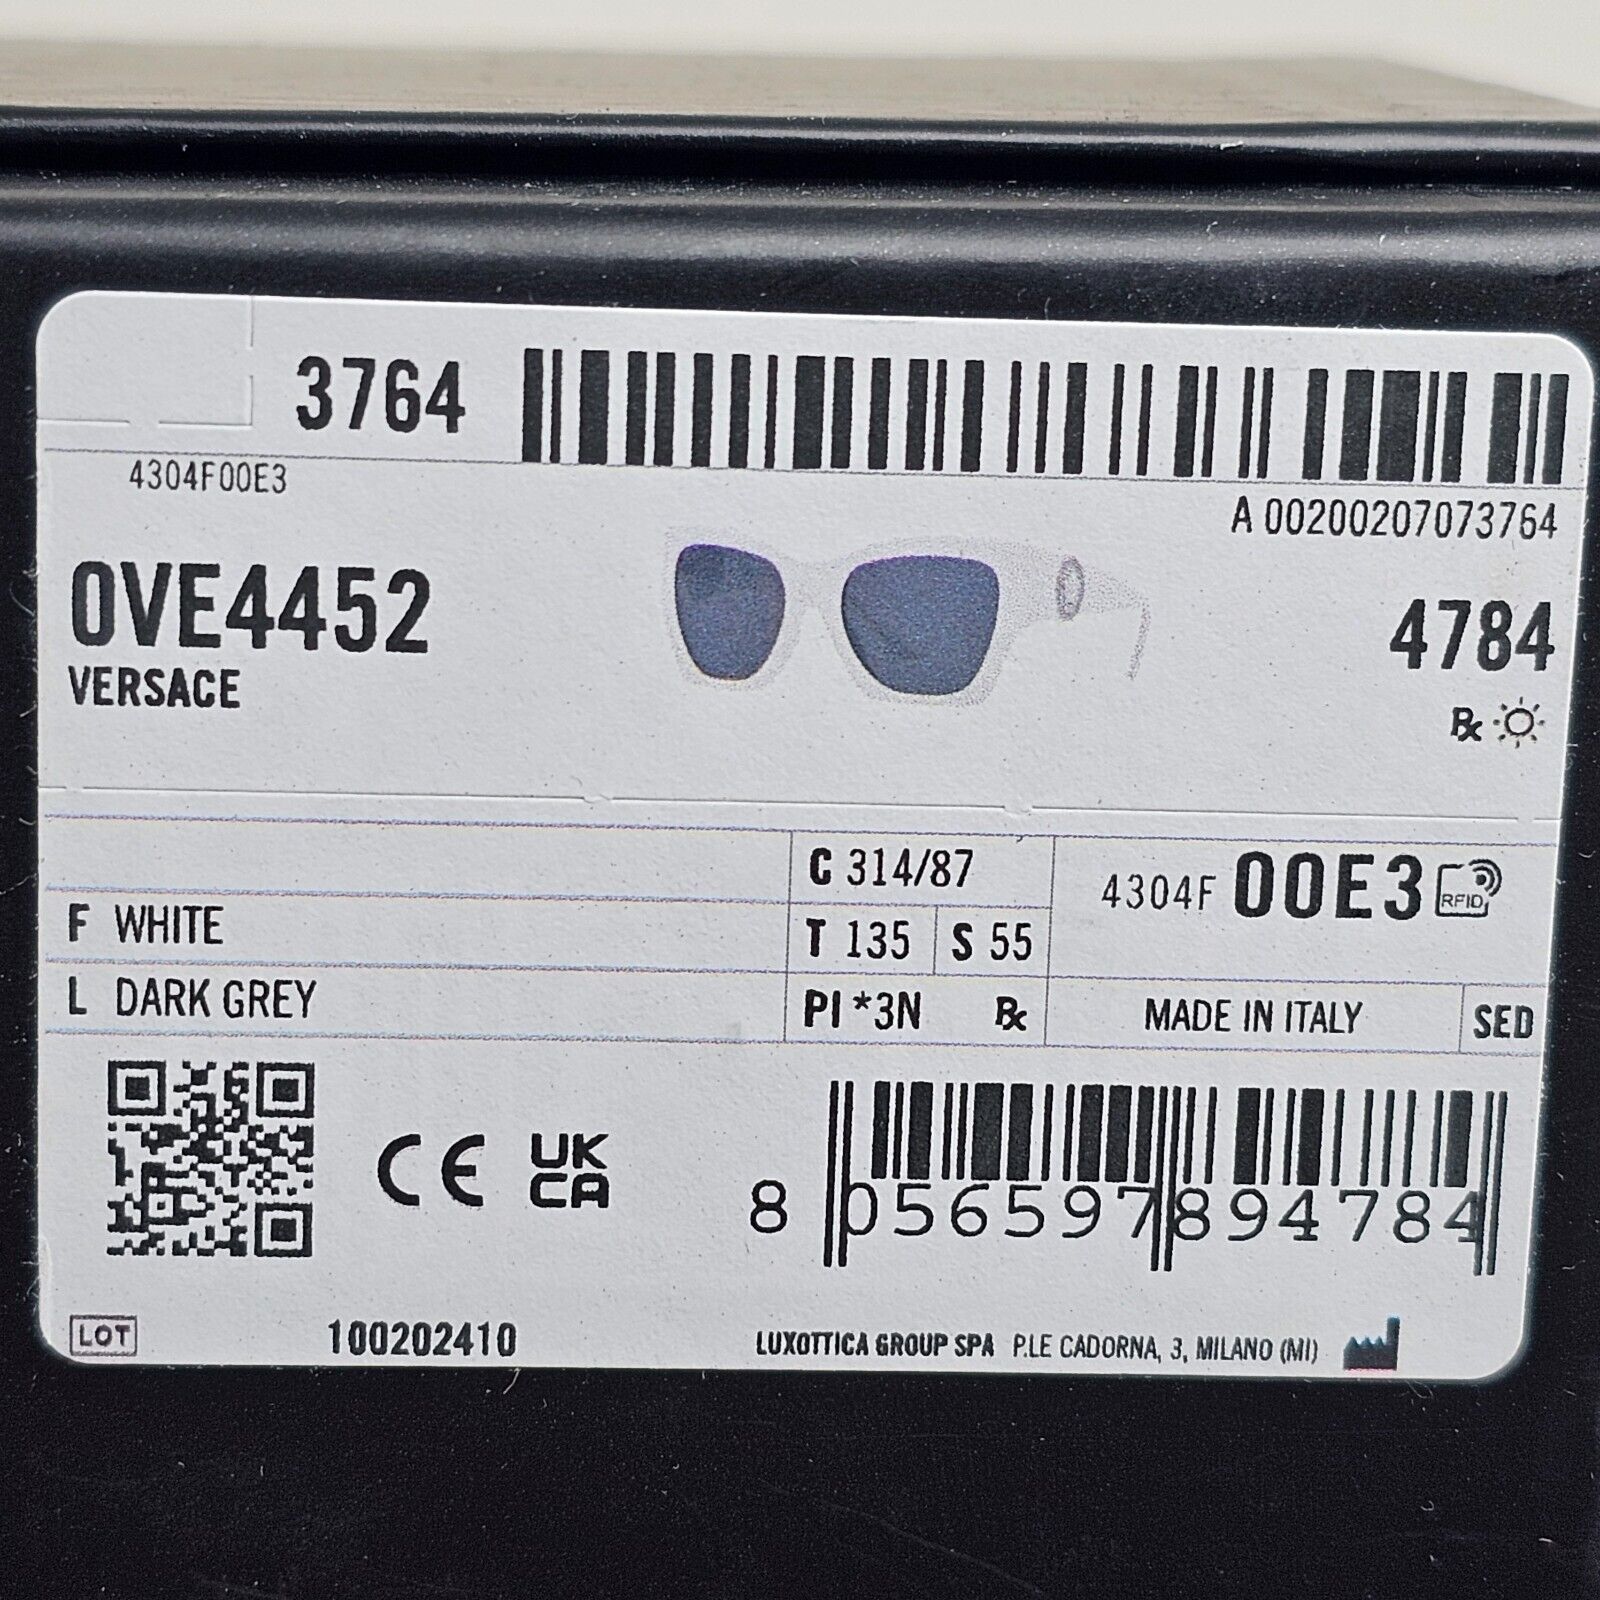 3764
4304F00E3
A 00200207073764
0VE4452
VERSACE
4784
Rx
C 314/87
4304F 00E3 RFID
F WHITE
T 135 S 55
L DARK GREY
PI *3N Rx
MADE IN ITALY
SED
CE UK
CA
8 056597 894784
LOT 100202410
LUXOTTICA GROUP SPA P.LE CADORNA, 3, MILANO (MI)